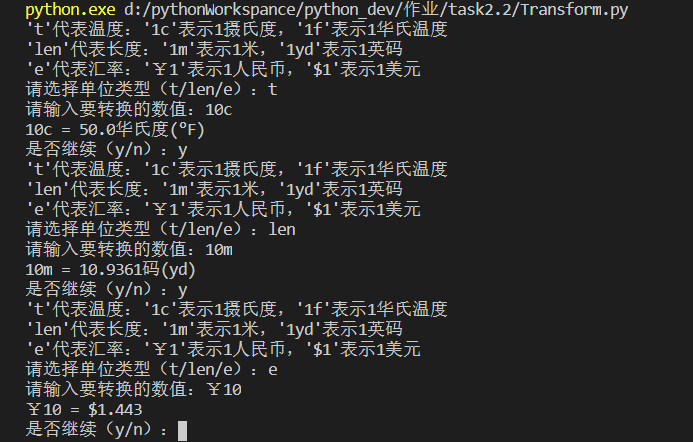 python.exe d:/pythonWorkspance/python_dev/作业/task2.2/Transform.py
't'代表温度：'1c'表示1摄氏度，'1f'表示1华氏温度
'len'代表长度：'1m'表示1米，'1yd'表示1英码
'e'代表汇率：'￥1'表示1人民币，'$1'表示1美元
请选择单位类型（t/len/e）：t
请输入要转换的数值：10c
10c = 50.0华氏度(°F)
是否继续（y/n）：y
't'代表温度：'1c'表示1摄氏度，'1f'表示1华氏温度
'len'代表长度：'1m'表示1米，'1yd'表示1英码
'e'代表汇率：'￥1'表示1人民币，'$1'表示1美元
请选择单位类型（t/len/e）：len
请输入要转换的数值：10m
10m = 10.9361码(yd)
是否继续（y/n）：y
't'代表温度：'1c'表示1摄氏度，'1f'表示1华氏温度
'len'代表长度：'1m'表示1米，'1yd'表示1英码
'e'代表汇率：'￥1'表示1人民币，'$1'表示1美元
请选择单位类型（t/len/e）：e
请输入要转换的数值：￥10
￥10 = $1.443
是否继续（y/n）：